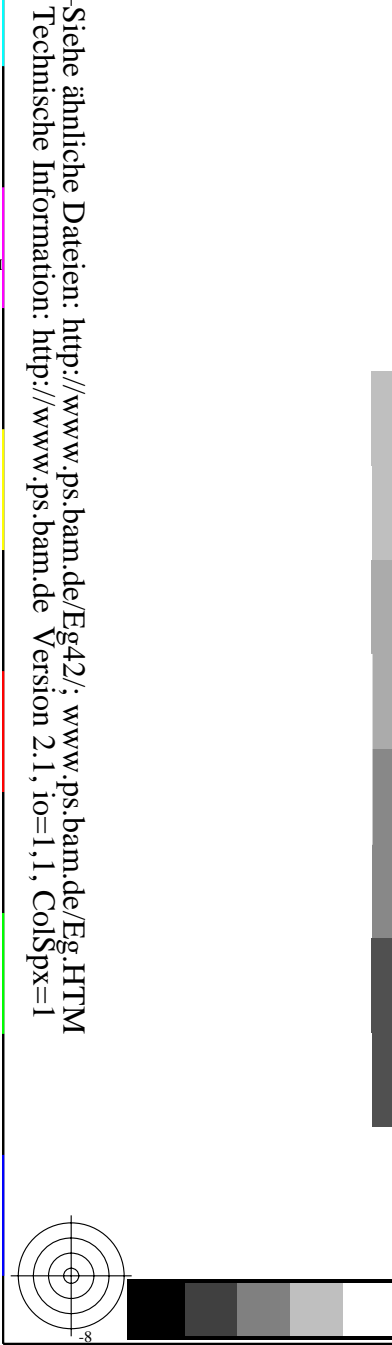 Siehe ähnliche Dateien: http://www.ps.bam.de/Eg42/; www.ps.bam.de/Eg.HTM
Technische Information: http://www.ps.bam.de Version 2.1, io=1,1, ColSpx=1
-8